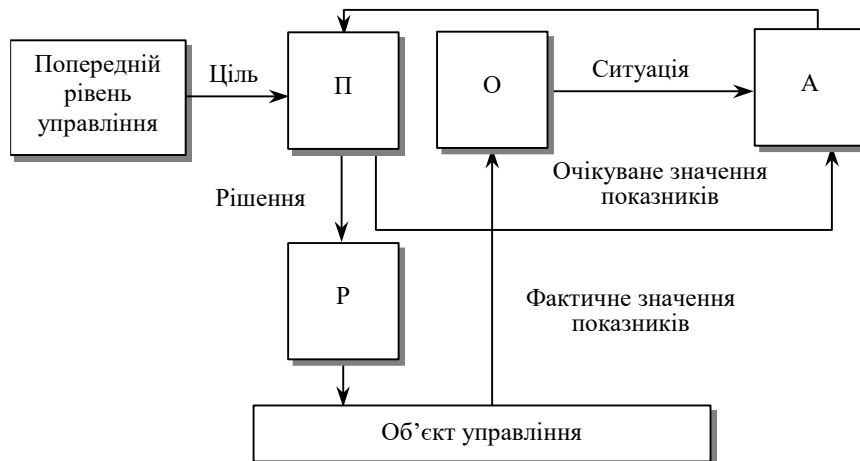 Попередній
рівень
управління
Ціль
П
О
Ситуація
А
Рішення
Очікуване значення
показників
Р
Фактичне значення
показників
Об’єкт управління